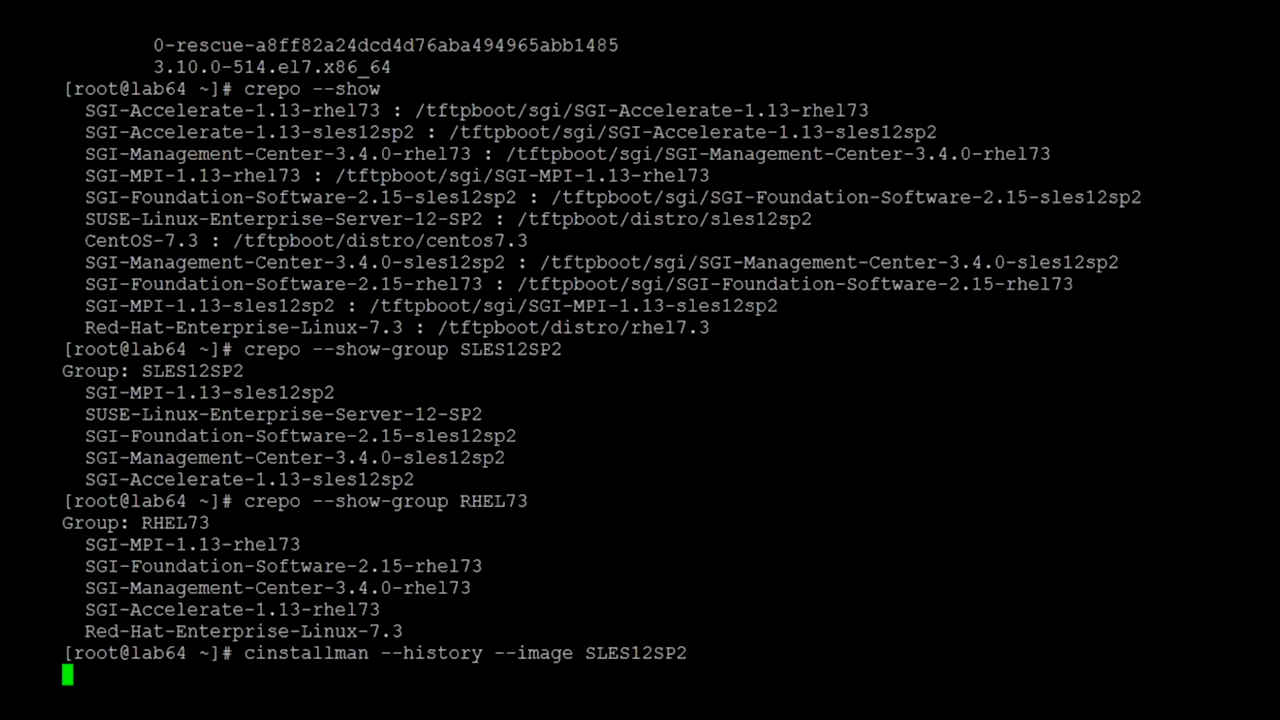 0-rescue-a8ff82a24dcd4d76aba494965abb1485
3.10.0-514.el7.x86_64
[root@lab64 ~]# crepo --show
SGI-Accelerate-1.13-rhel73 : /tftpboot/sgi/SGI-Accelerate-1.13-rhel73
SGI-Accelerate-1.13-sles12sp2 : /tftpboot/sgi/SGI-Accelerate-1.13-sles12sp2
SGI-Management-Center-3.4.0-rhel73 : /tftpboot/sgi/SGI-Management-Center-3.4.0-rhel73
SGI-MPI-1.13-rhel73 : /tftpboot/sgi/SGI-MPI-1.13-rhel73
SGI-Foundation-Software-2.15-sles12sp2 : /tftpboot/sgi/SGI-Foundation-Software-2.15-sles12sp2
SUSE-Linux-Enterprise-Server-12-SP2 : /tftpboot/distro/sles12sp2
CentOS-7.3 : /tftpboot/distro/centos7.3
SGI-Management-Center-3.4.0-sles12sp2 : /tftpboot/sgi/SGI-Management-Center-3.4.0-sles12sp2
SGI-Foundation-Software-2.15-rhel73 : /tftpboot/sgi/SGI-Foundation-Software-2.15-rhel73
SGI-MPI-1.13-sles12sp2 : /tftpboot/sgi/SGI-MPI-1.13-sles12sp2
Red-Hat-Enterprise-Linux-7.3 : /tftpboot/distro/rhel7.3
[root@lab64 ~]# crepo --show-group SLES12SP2
Group: SLES12SP2
SGI-MPI-1.13-sles12sp2
SUSE-Linux-Enterprise-Server-12-SP2
SGI-Foundation-Software-2.15-sles12sp2
SGI-Management-Center-3.4.0-sles12sp2
SGI-Accelerate-1.13-sles12sp2
[root@lab64 ~]# crepo --show-group RHEL73
Group: RHEL73
SGI-MPI-1.13-rhel73
SGI-Foundation-Software-2.15-rhel73
SGI-Management-Center-3.4.0-rhel73
SGI-Accelerate-1.13-rhel73
Red-Hat-Enterprise-Linux-7.3
[root@lab64 ~]# cinstallman --history --image SLES12SP2